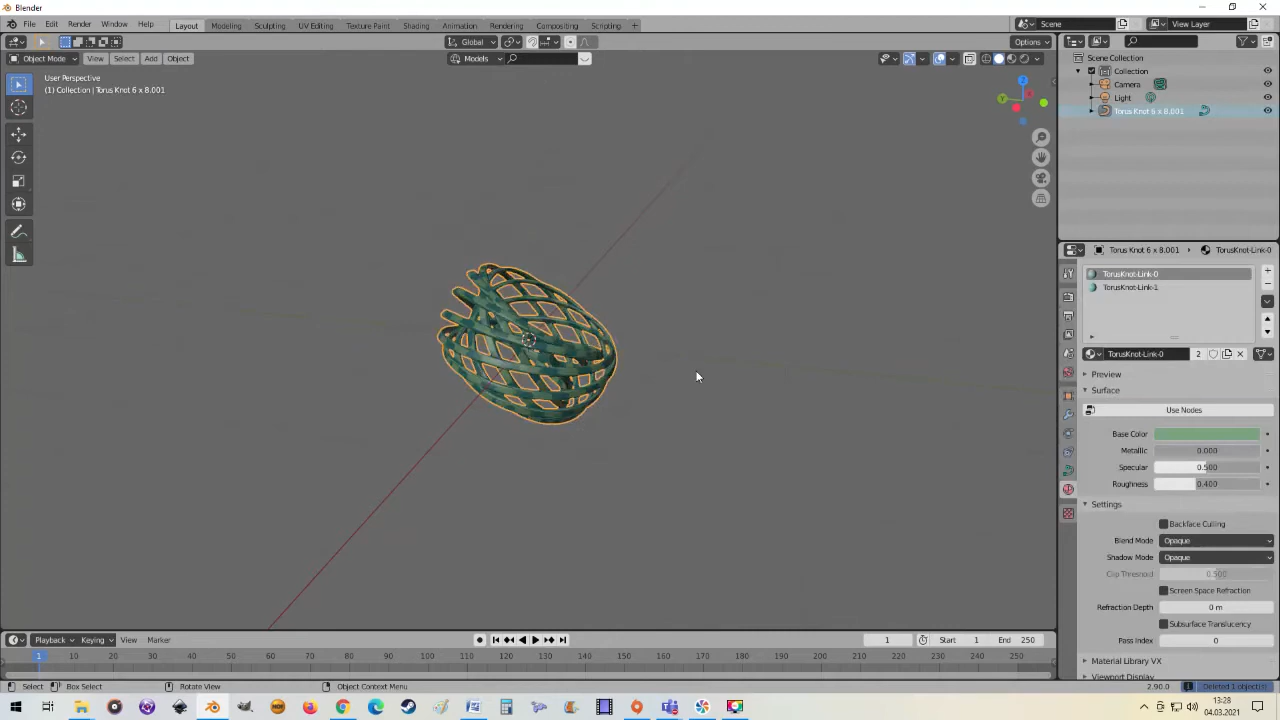 Blender
File Edit Render Window Help Layout Modeling Sculpting UV Editing Texture Paint Shading Animation Rendering Compositing Scripting + Scene View Layer
Global Options
Object Mode View Select Add Object Models
User Perspective
(1) Collection | Torus Knot 6 x 8.001
Z
Y
Scene Collection
Collection
Camera
Light
Torus Knot 6 x 8.001
Torus Knot 6 x 8.001 TorusKnot-Link-0
TorusKnot-Link-0
TorusKnot-Link-1
TorusKnot-Link-0 2
Preview
Surface
Use Nodes
Base Color
Metallic 0.000
Specular 0.500
Roughness 0.400
Settings
Backface Culling
Blend Mode Opaque
Shadow Mode Opaque
Clip Threshold 0.500
Screen Space Refraction
Refraction Depth 0 m
Subsurface Translucency
Pass Index 0
Material Library VX
Viewport Display
Playback Keying View Marker 1 Start 1 End 250
1 10 20 30 40 50 60 70 80 90 100 110 120 130 140 150 160 170 180 190 200 210 220 230 240 250
Select Box Select Rotate View Object Context Menu 2.90.0 1 Deleted 1 object(s)
13:28
04.03.2021